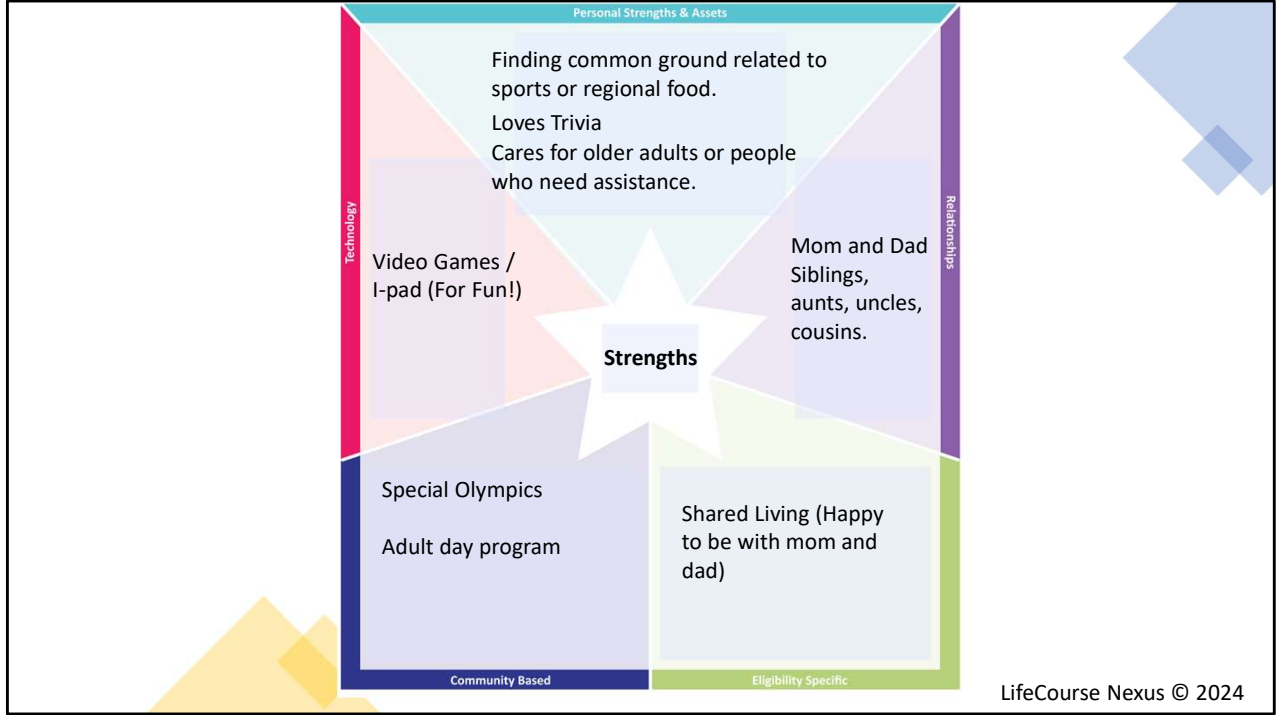 Personal Strengths & Assets
Finding common ground related to
sports or regional food.
Loves Trivia
Cares for older adults or people
who need assistance.
Technology
Video Games /
I-pad (For Fun!)
Relationships
Mom and Dad
Siblings,
aunts, uncles,
cousins.
Strengths
Special Olympics
Adult day program
Shared Living (Happy
to be with mom and
dad)
Community Based
Eligibility Specific
LifeCourse Nexus © 2024